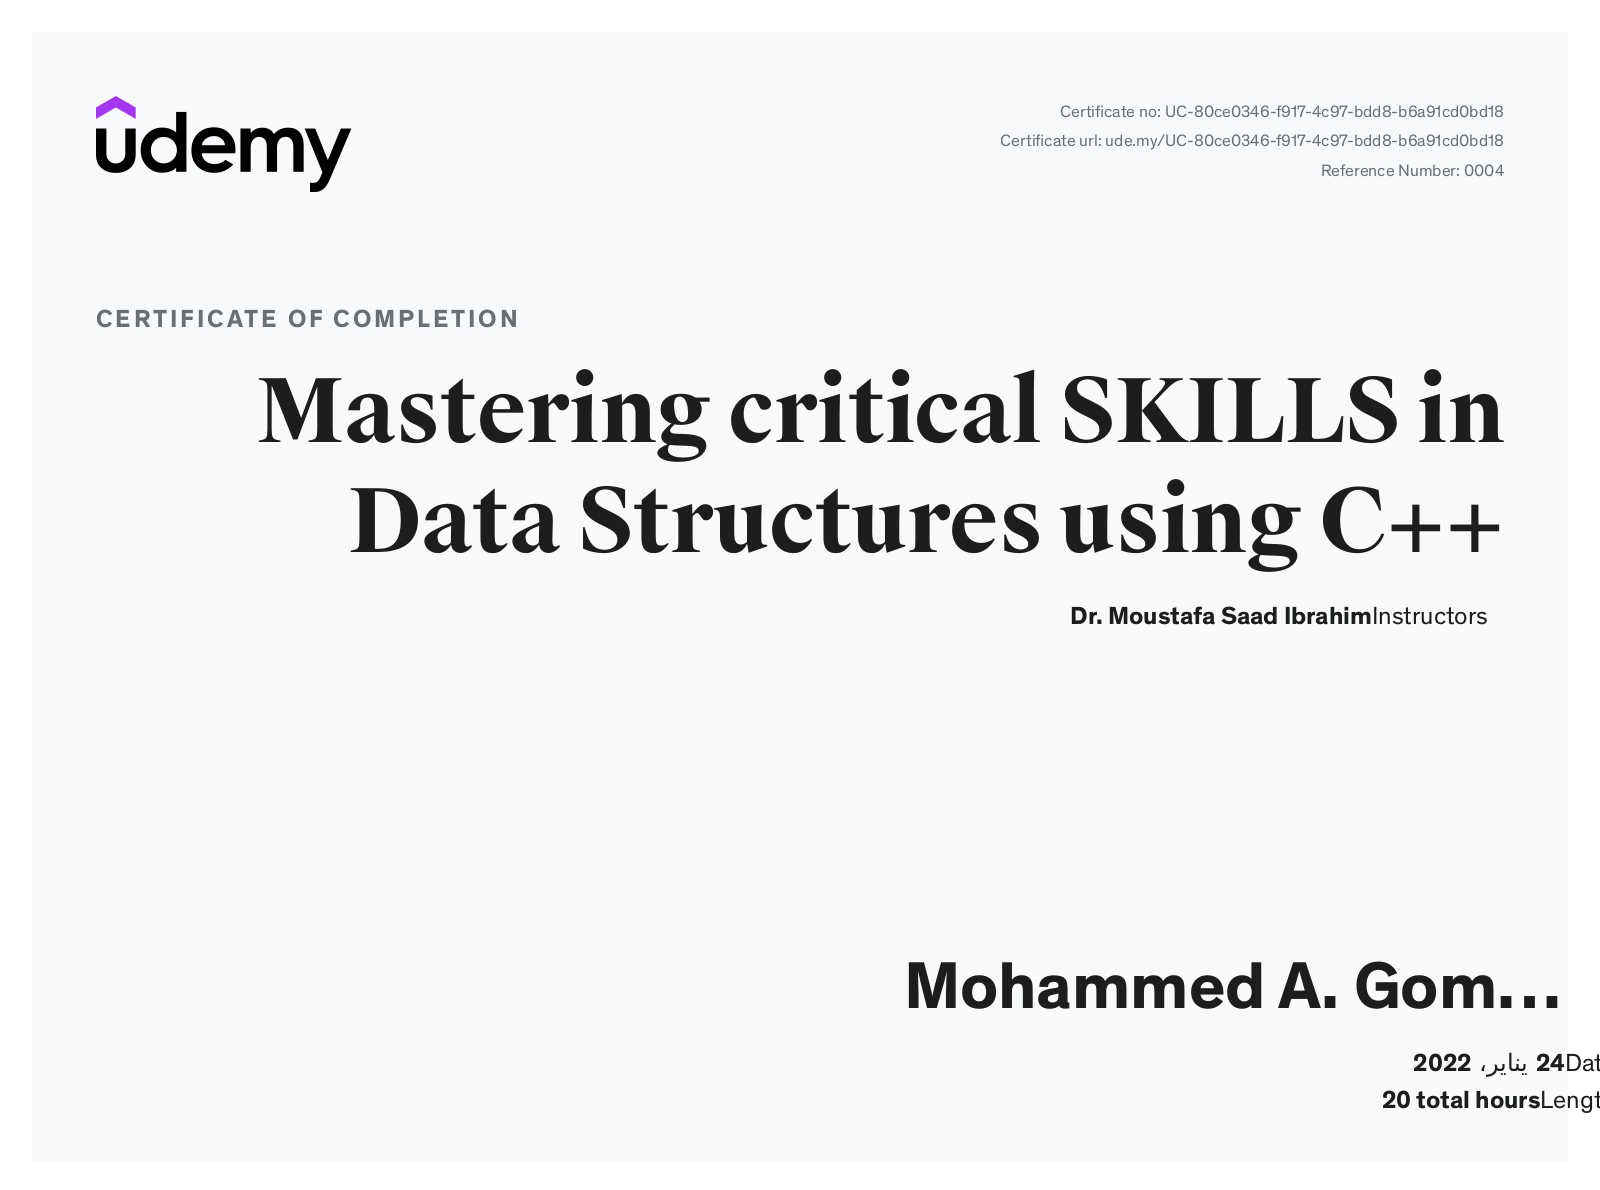 udemy
Certificate no: UC-80ce0346-f917-4c97-bdd8-b6a91cd0bd18
Certificate url: ude.my/UC-80ce0346-f917-4c97-bdd8-b6a91cd0bd18
Reference Number: 0004
CERTIFICATE OF COMPLETION
Mastering critical SKILLS in
Data Structures using C++
Dr. Moustafa Saad IbrahimInstructors
Mohammed A. Gom...
24 يناير، 2022Dat
20 total hoursLengt